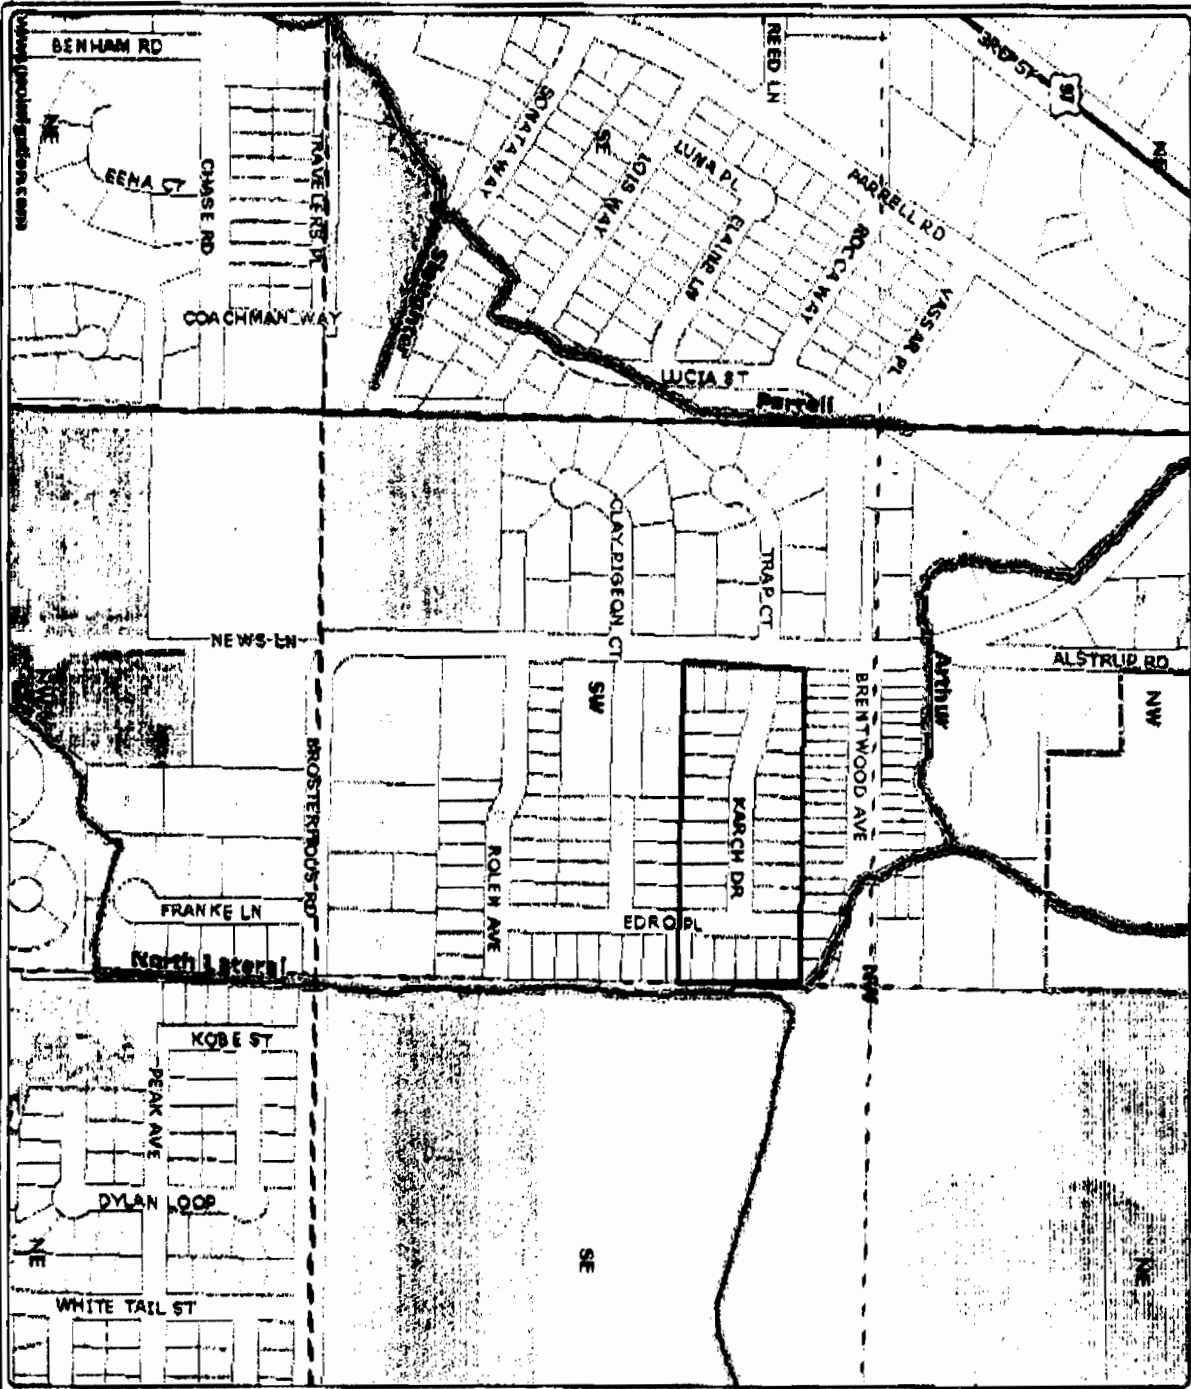 BENHAM RD
REED LN
3RD ST
97
NE
NE
EENA CT
CHASE RD
TRAVELERS PL
SONATA WAY
SE
LOIS WAY
LUNA PL
ELAINE LN
PARRELL RD
ROCCA WAY
VASSAR PL
COACHMAN WAY
LUCIA ST
Parrell
CLAY PIGEON CT
TRAP CT
NEWS LN
ALSTRUP RD
Arthur
SW
NW
BRENTWOOD AVE
BROSTERHOUS RD
KARCH DR
ROLEN AVE
FRANKE LN
EDRO PL
North Lateral
NW
KOBE ST
PEAK AVE
DYLAN LOOP
NE
SE
NE
WHITE TAIL ST